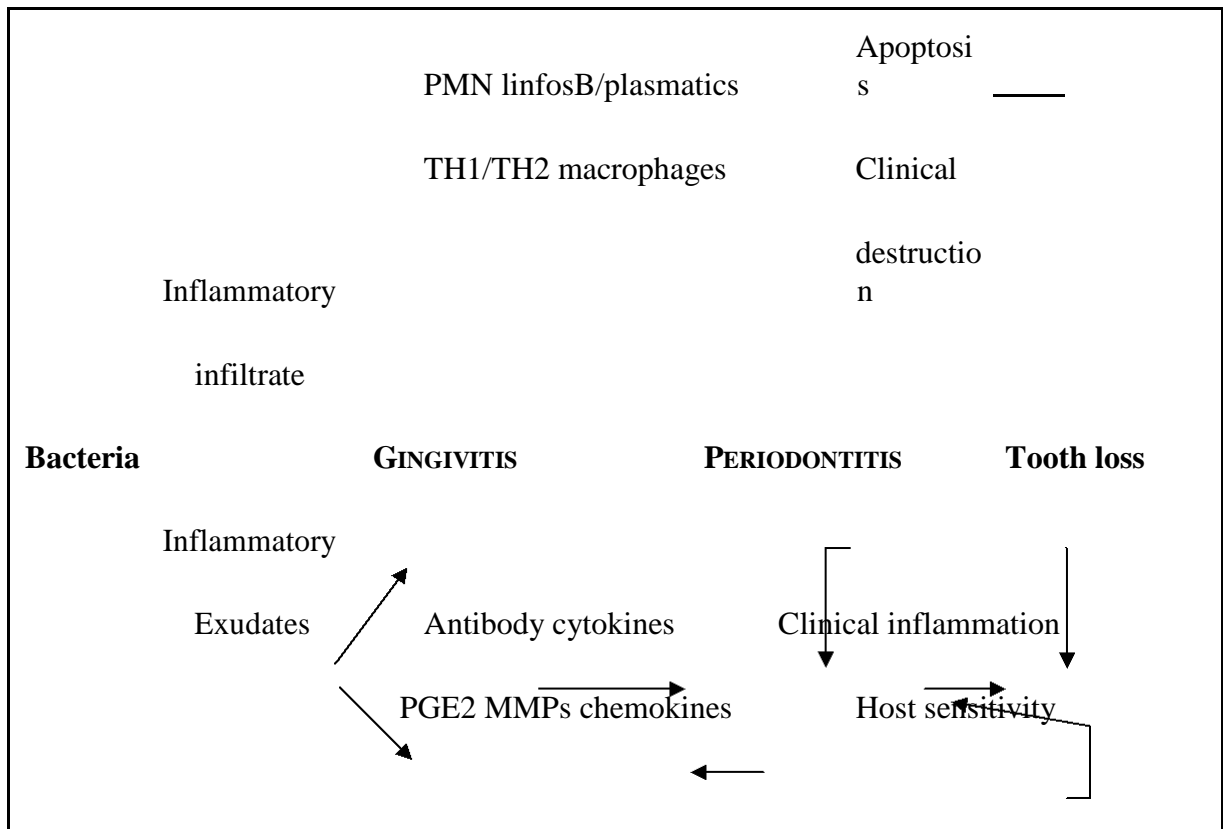 Apoptosi
PMN linfosB/plasmatics s
TH1/TH2 macrophages Clinical
destructio
Inflammatory n
infiltrate
Bacteria GINGIVITIS PERIODONTITIS Tooth loss
Inflammatory
Exudates Antibody cytokines Clinical inflammation
PGE2 MMPs chemokines Host sensitivity